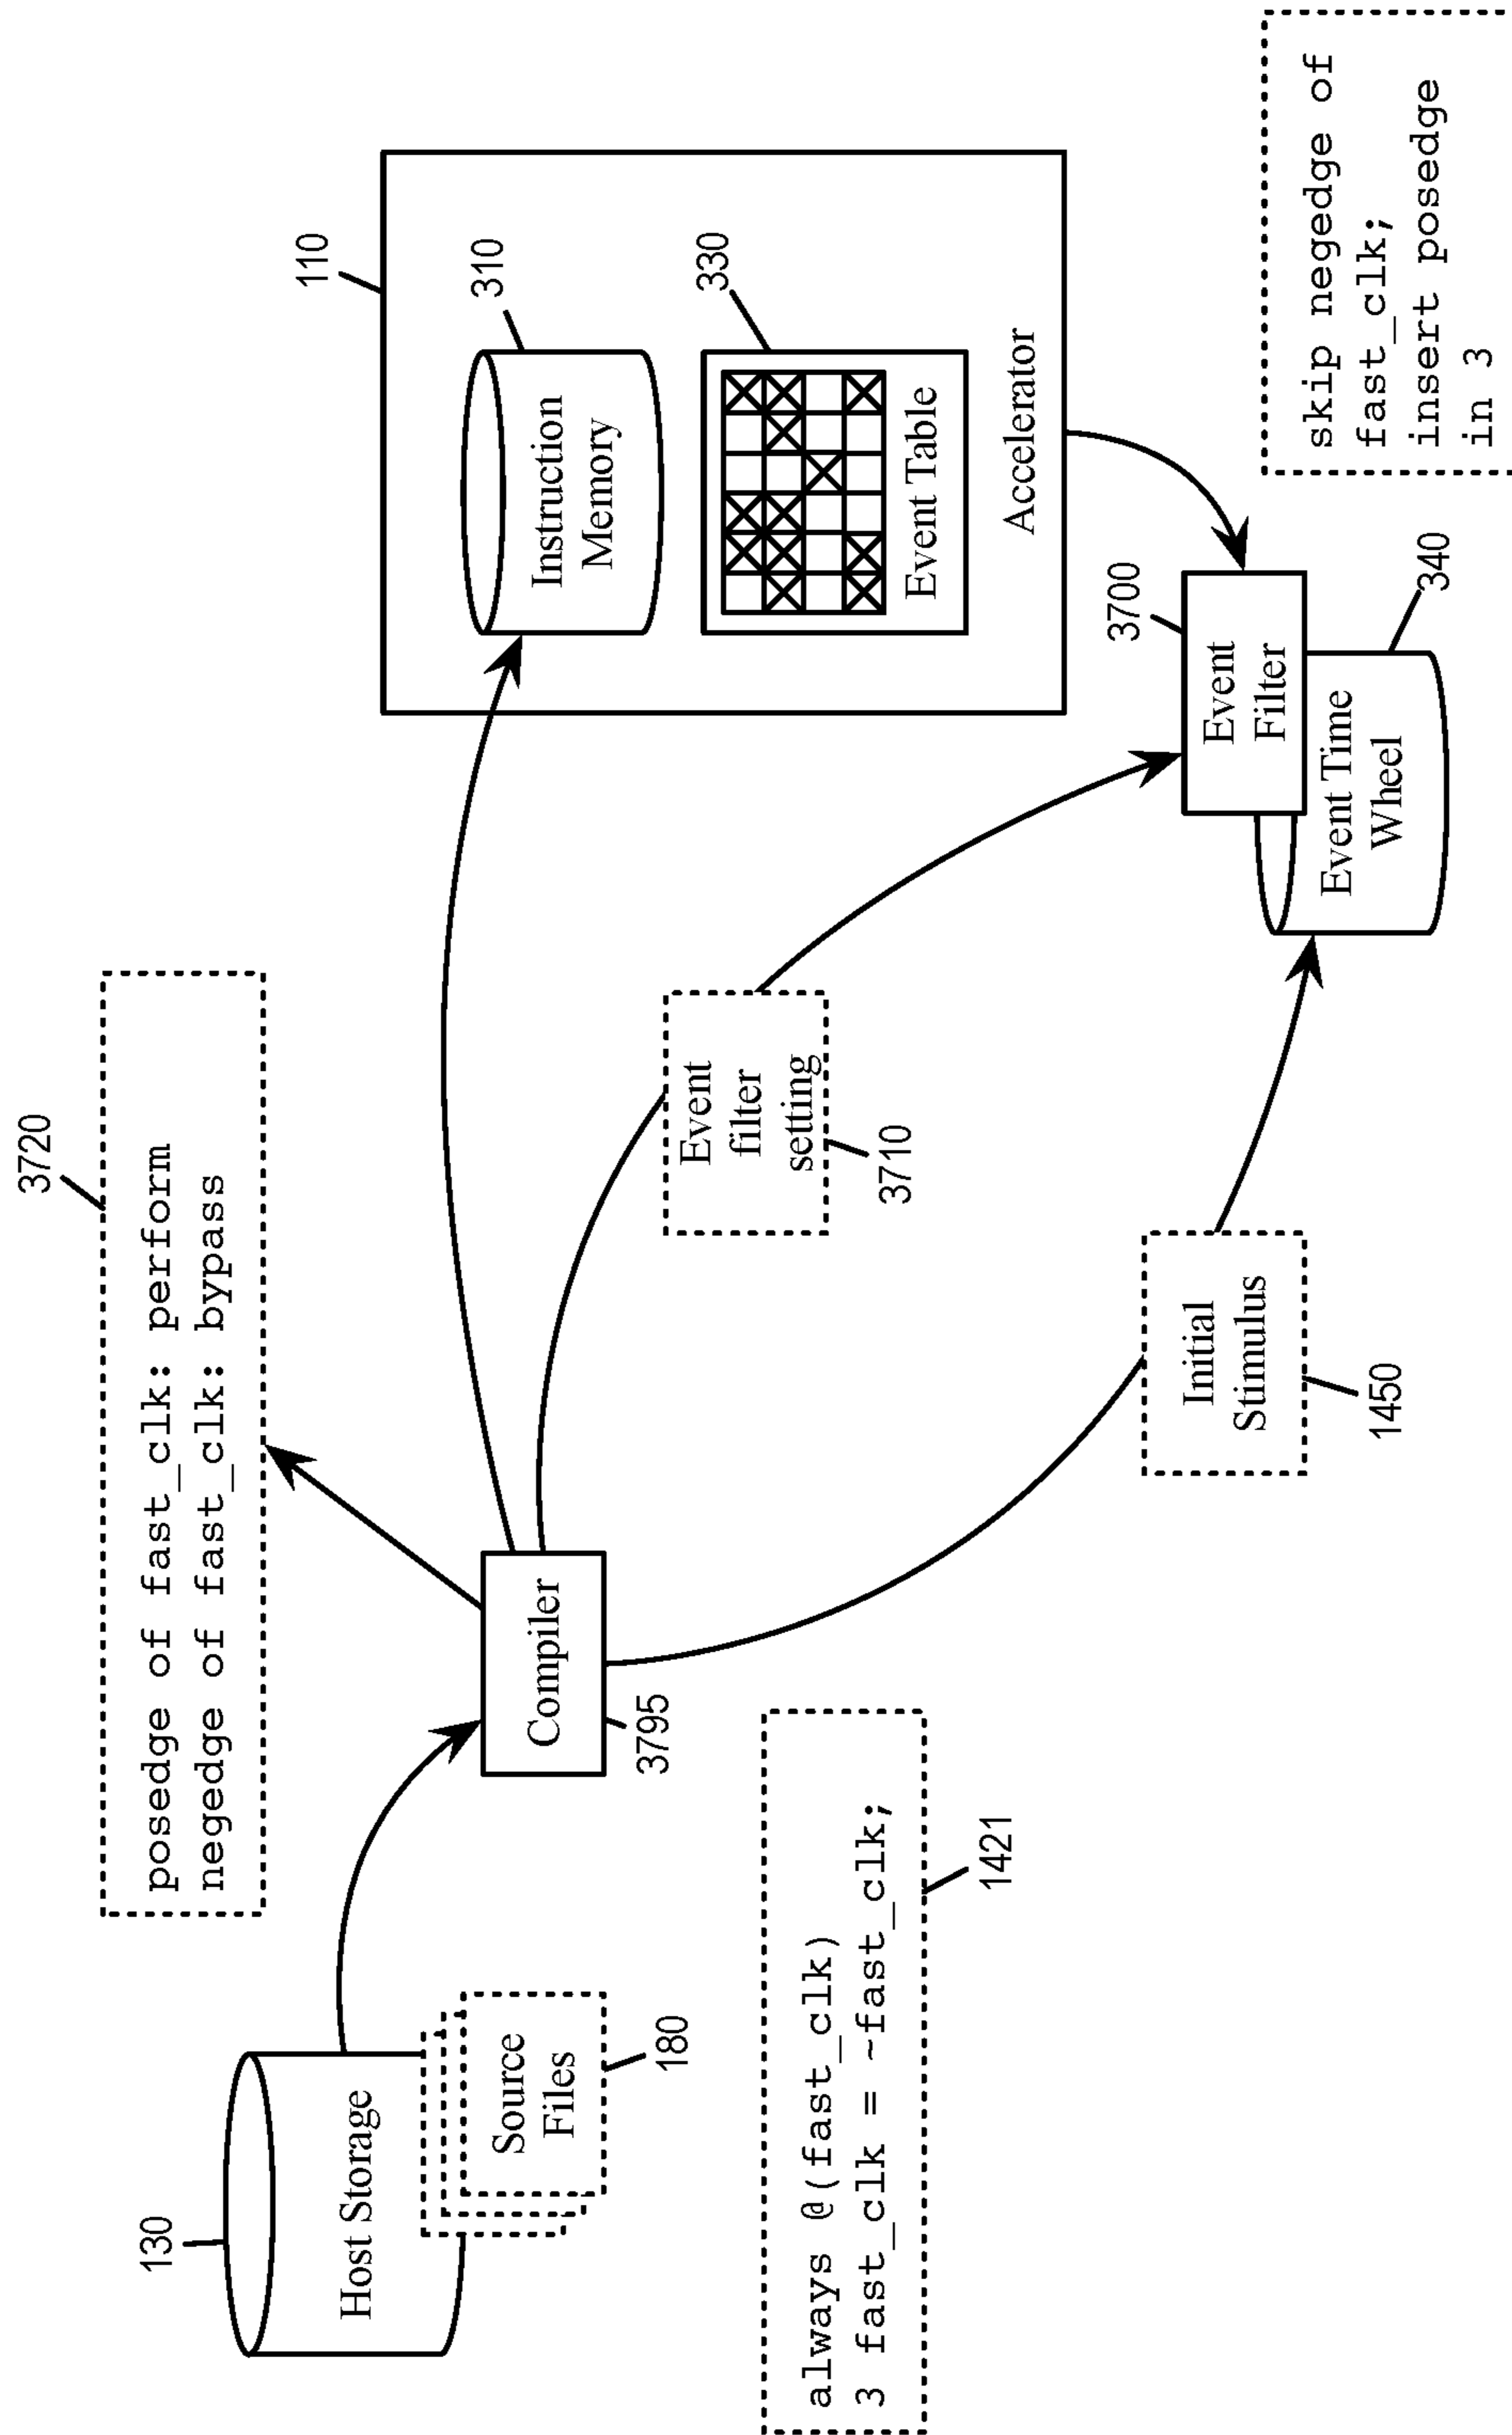 3720
posedge of fast_clk: perform
negedge of fast_clk: bypass
130
Host Storage
Source
Files
180
Compiler
3795
always @(fast_clk)
3 fast_clk = ~fast_clk;
1421
Event
filter
setting
3710
Initial
Stimulus
1450
110
310
Instruction
Memory
330
Event Table
Accelerator
3700
Event
Filter
Event Time
Wheel
340
skip negedge of
fast_clk;
insert posedge
in 3